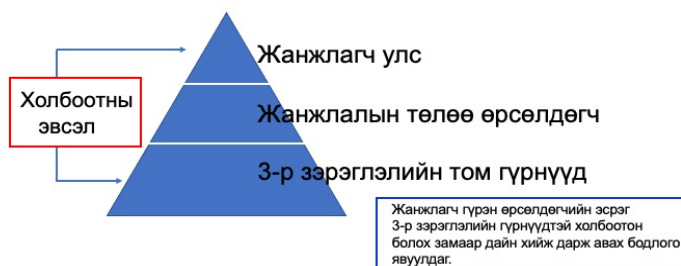 Жанжлагч улс
Холбоотны
эвсэл
Жанжлалын төлөө өрсөлдөгч
3-р зэрэглэлийн том гүрнүүд
Жанжлагч гүрэн өрсөлдөгчийн эсрэг
3-р зэрэглэлийн гүрнүүдтэй холбоотон
болох замаар дайн хийж дарж авах бодлого
явуулдаг.